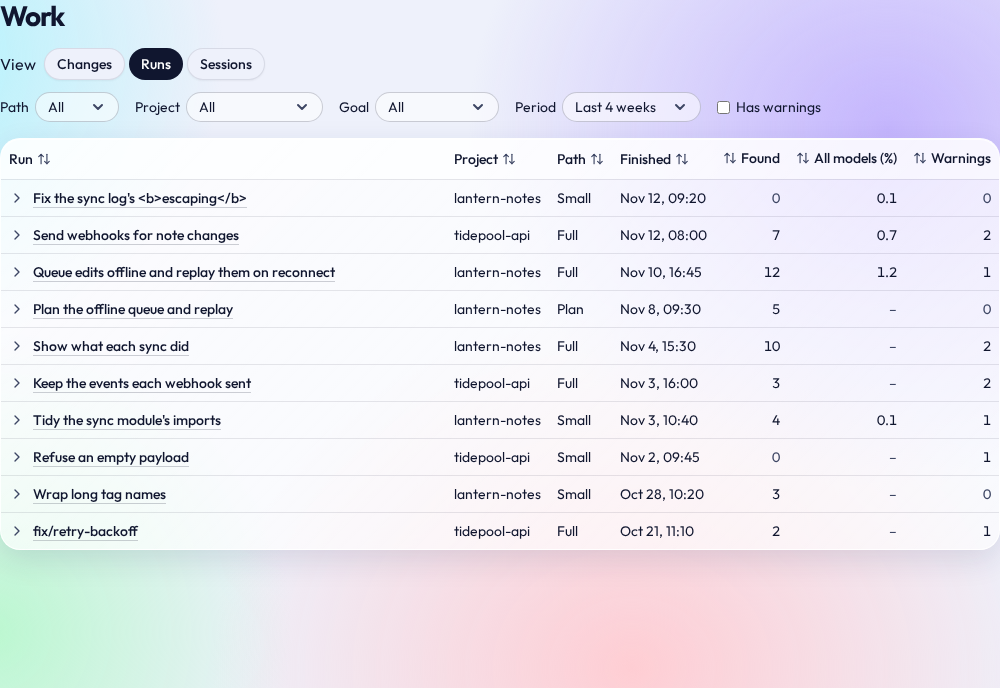 Work
View Changes Runs Sessions
Path All Project All Goal All Period Last 4 weeks Has warnings
Run Project Path Finished Found All models (%) Warnings
Fix the sync log's <b>escaping</b> lantern-notes Small Nov 12, 09:20 0 0.1 0
Send webhooks for note changes tidepool-api Full Nov 12, 08:00 7 0.7 2
Queue edits offline and replay them on reconnect lantern-notes Full Nov 10, 16:45 12 1.2 1
Plan the offline queue and replay lantern-notes Plan Nov 8, 09:30 5 – 0
Show what each sync did lantern-notes Full Nov 4, 15:30 10 – 2
Keep the events each webhook sent tidepool-api Full Nov 3, 16:00 3 – 2
Tidy the sync module's imports lantern-notes Small Nov 3, 10:40 4 0.1 1
Refuse an empty payload tidepool-api Small Nov 2, 09:45 0 – 1
Wrap long tag names lantern-notes Small Oct 28, 10:20 3 – 0
fix/retry-backoff tidepool-api Full Oct 21, 11:10 2 – 1